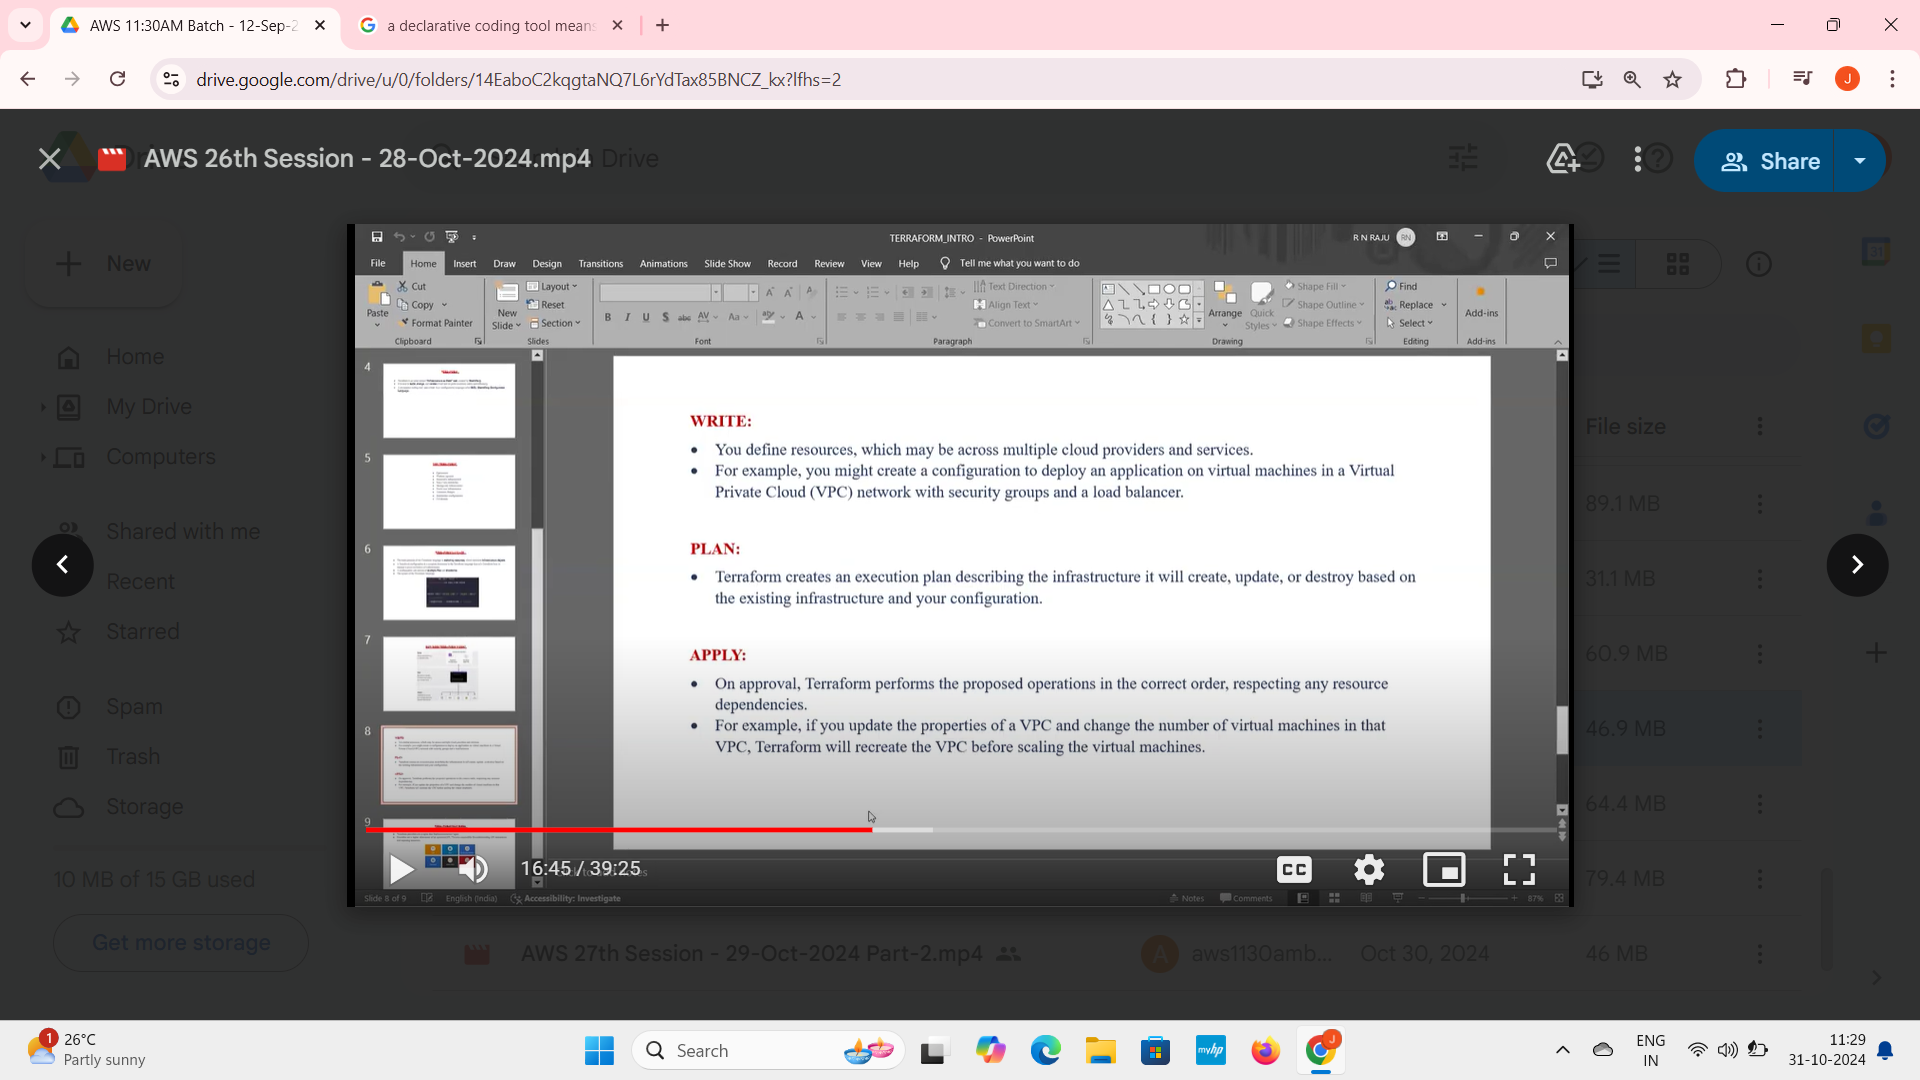 AWS 11:30AM Batch - 12-Sep-2
a declarative coding tool means
drive.google.com/drive/u/0/folders/14EaboC2kqgtaNQ7L6rYdTax85BNCZ_kx?lfhs=2
J
AWS 26th Session - 28-Oct-2024.mp4
Drive
Share
New
Home
My Drive
Computers
Shared with me
Recent
Starred
Spam
Trash
Storage
10 MB of 15 GB used
Get more storage
TERRAFORM_INTRO - PowerPoint
R N RAJU
RN
File Home Insert Draw Design Transitions Animations Slide Show Record Review View Help Tell me what you want to do
Paste
Cut
Copy
Format Painter
Clipboard
New
Slide
Layout
Reset
Section
Slides
Font
Text Direction
Align Text
Convert to SmartArt
Paragraph
Arrange
Quick
Styles
Shape Fill
Shape Outline
Shape Effects
Drawing
Find
Replace
Select
Editing
Add-ins
Add-ins
4
5
6
7
8
9
WRITE:
• You define resources, which may be across multiple cloud providers and services.
• For example, you might create a configuration to deploy an application on virtual machines in a Virtual
Private Cloud (VPC) network with security groups and a load balancer.
PLAN:
• Terraform creates an execution plan describing the infrastructure it will create, update, or destroy based on
the existing infrastructure and your configuration.
APPLY:
• On approval, Terraform performs the proposed operations in the correct order, respecting any resource
dependencies.
• For example, if you update the properties of a VPC and change the number of virtual machines in that
VPC, Terraform will recreate the VPC before scaling the virtual machines.
16:45 / 39:25
CC
Slide 8 of 9 English (India) Accessibility: Investigate
Notes Comments 87%
File size
89.1 MB
31.1 MB
60.9 MB
46.9 MB
64.4 MB
79.4 MB
AWS 27th Session - 29-Oct-2024 Part-2.mp4
A
aws1130amb...
Oct 30, 2024
46 MB
31
1
26°C
Partly sunny
Search
myhp
J
ENG
IN
11:29
31-10-2024